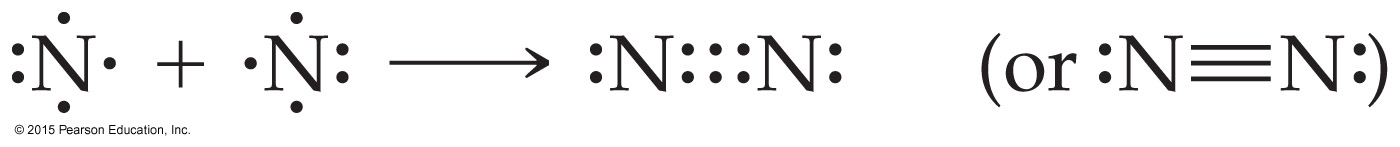 :Ṇ̇· + ·Ṇ̇: ⟶ :N:::N: (or :N≡N:)
© 2015 Pearson Education, Inc.